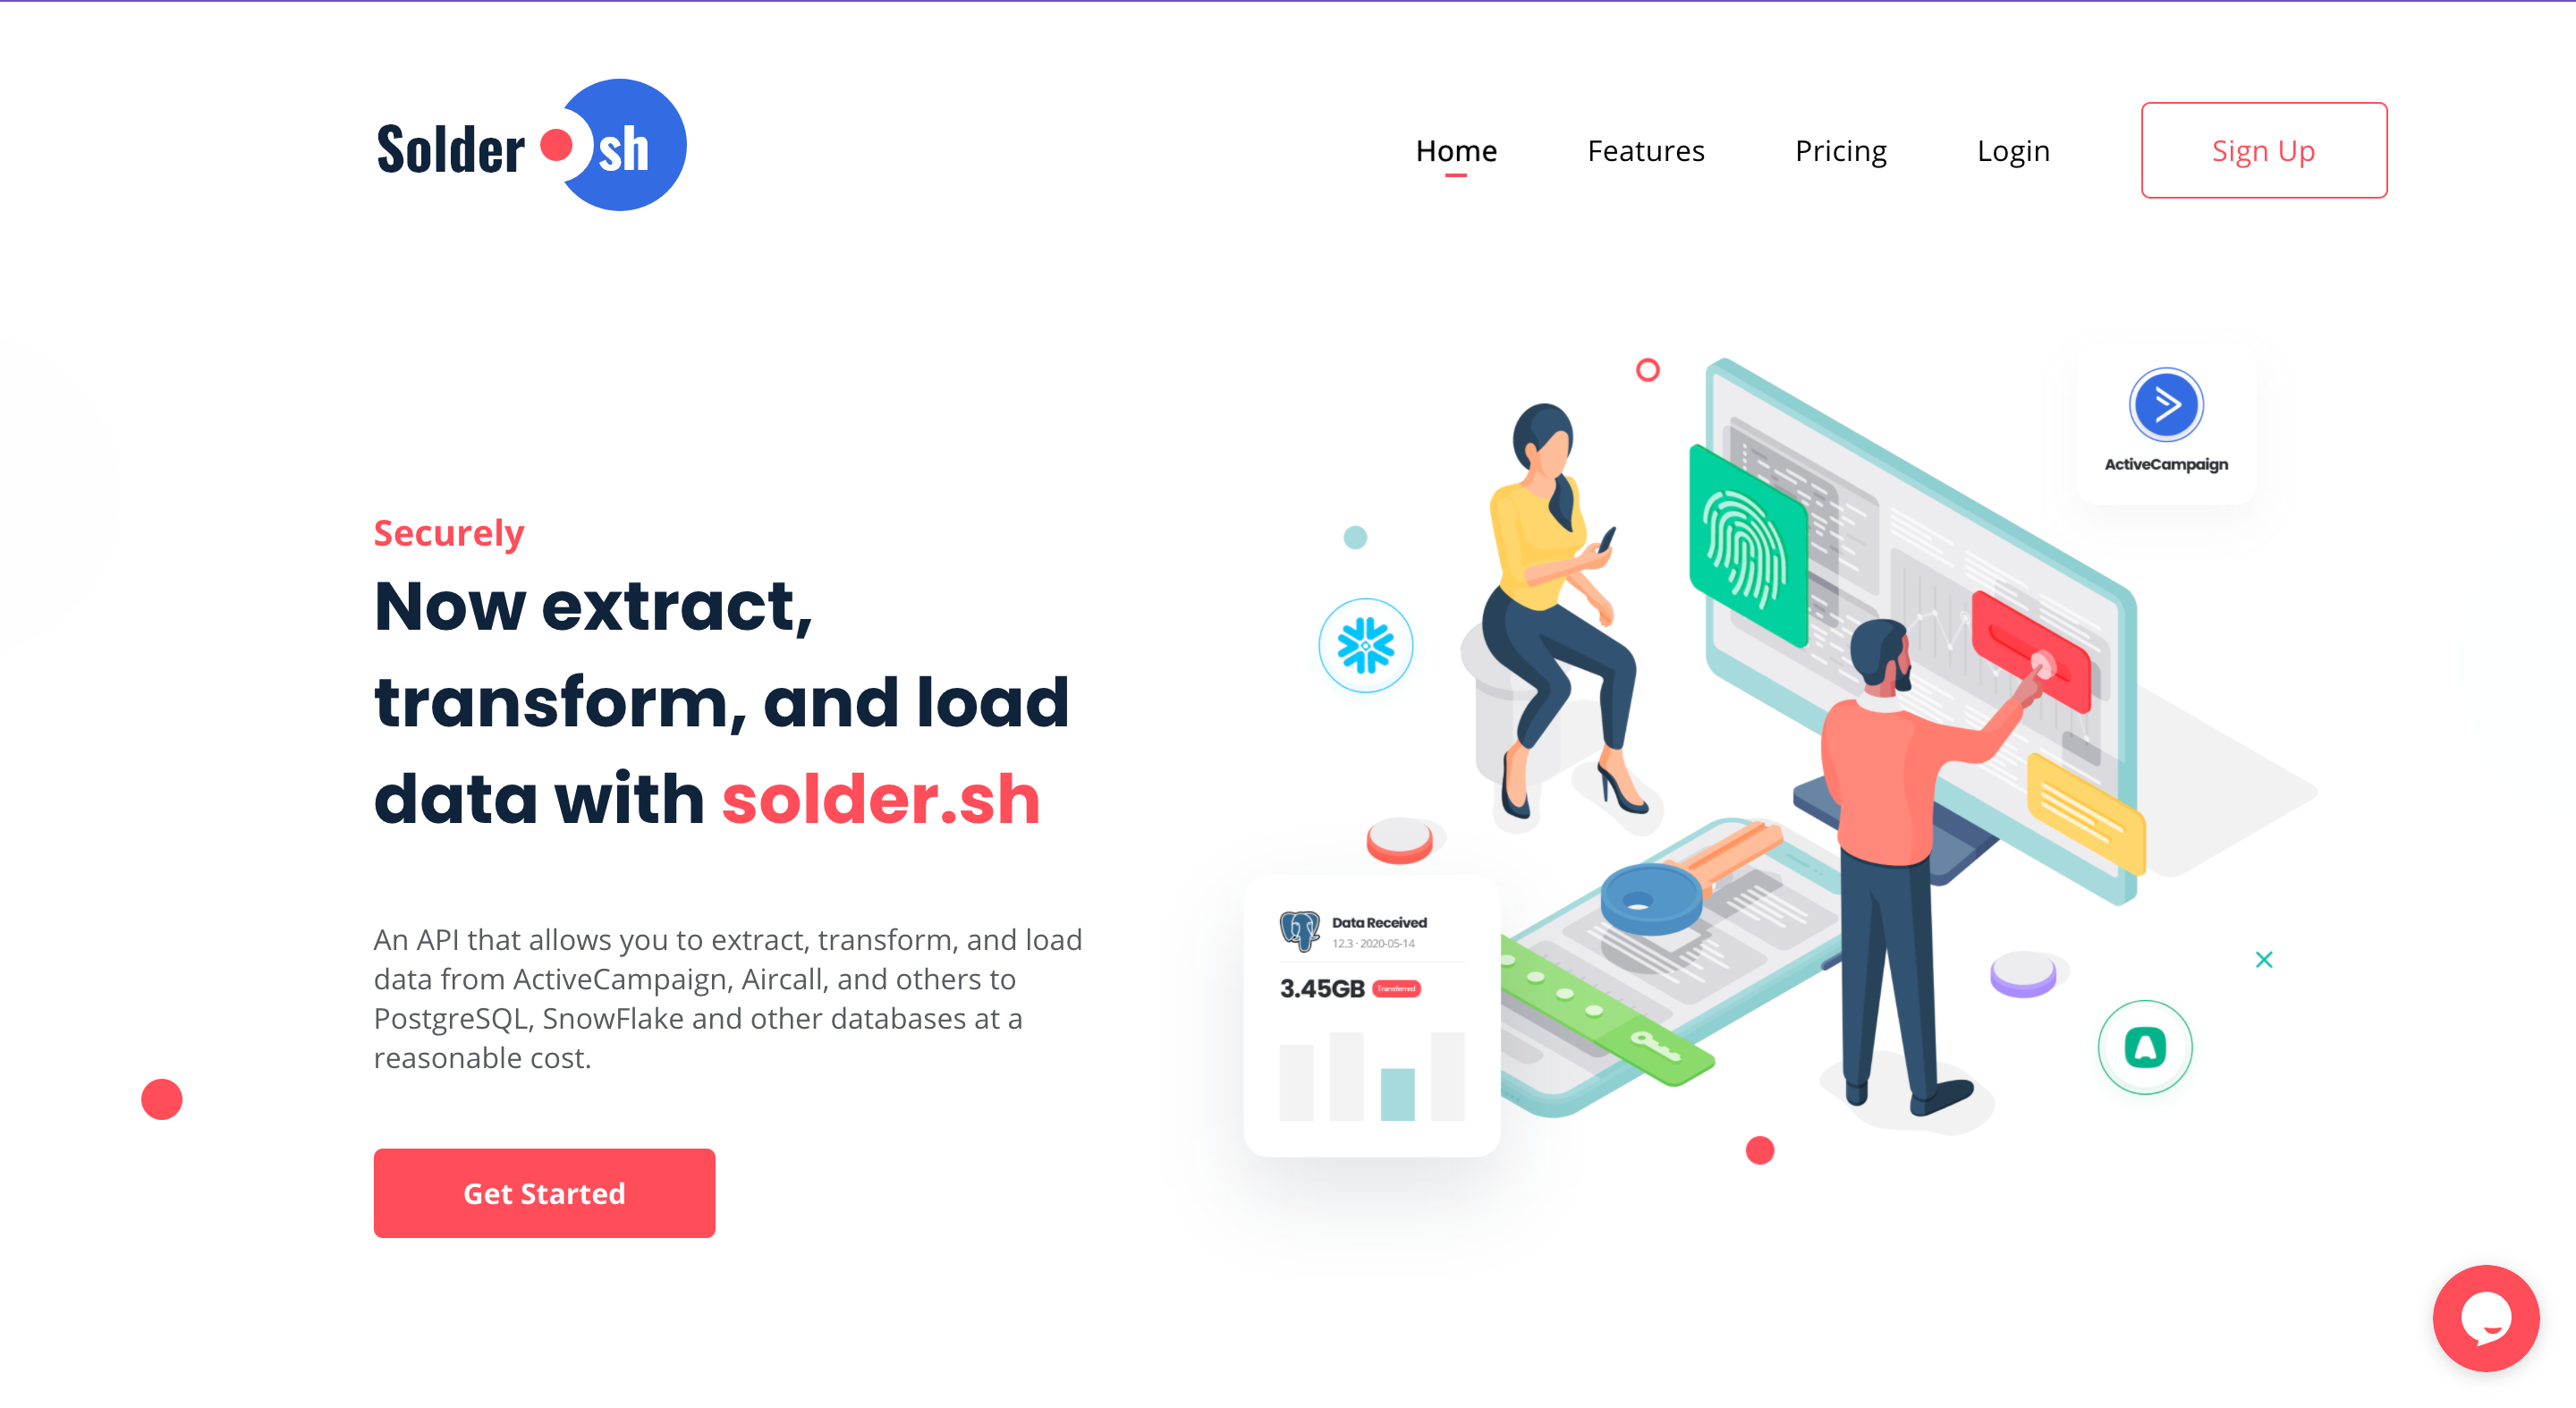 Solder sh
Home Features Pricing Login Sign Up
ActiveCampaign
Securely
Now extract,
transform, and load
data with solder.sh
An API that allows you to extract, transform, and load
data from ActiveCampaign, Aircall, and others to
PostgreSQL, SnowFlake and other databases at a
reasonable cost.
Get Started
Data Received
12.3 · 2020-05-14
3.45GB Transferred